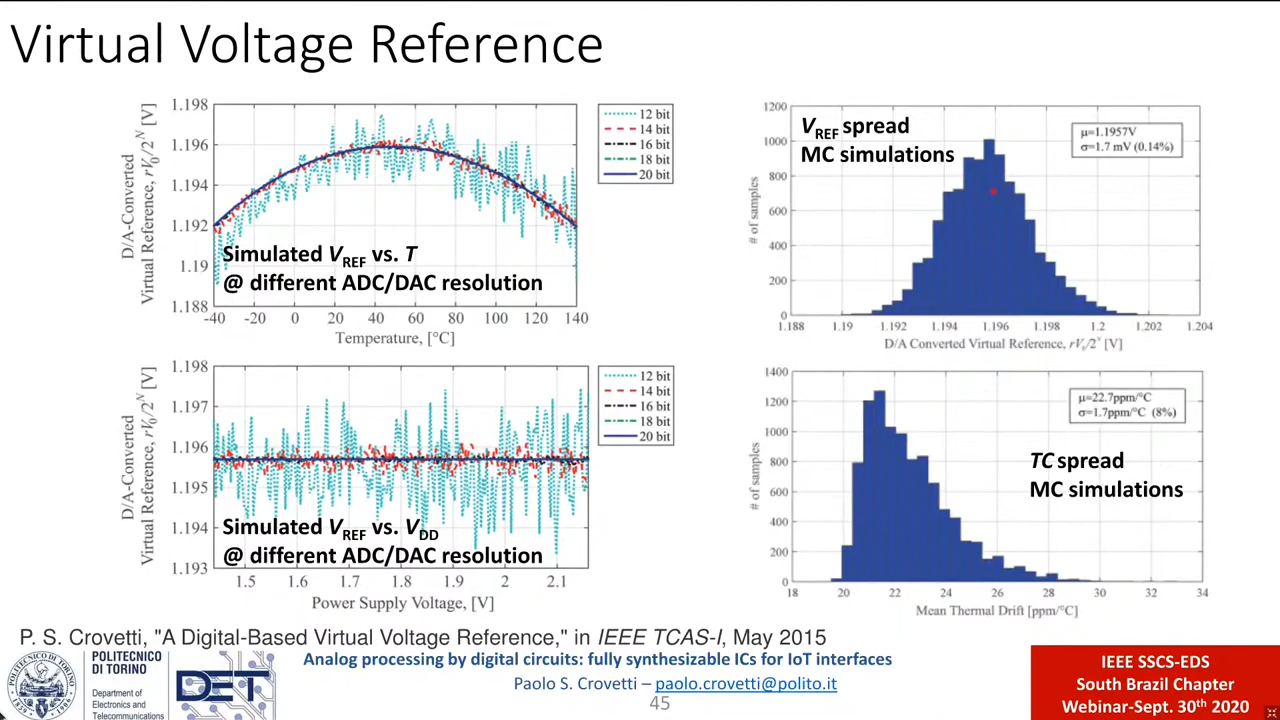 Virtual Voltage Reference
D/A-Converted
Virtual Reference, rV₀/2ᴺ [V]
1.198
1.196
1.194
1.192
1.19
1.188
-40 -20 0 20 40 60 80 100 120 140
Temperature, [°C]
Simulated VREF vs. T
@ different ADC/DAC resolution
12 bit
14 bit
16 bit
18 bit
20 bit
VREF spread
MC simulations
μ=1.1957V
σ=1.7 mV (0.14%)
# of samples
1200
1000
800
600
400
200
0
1.188 1.19 1.192 1.194 1.196 1.198 1.2 1.202 1.204
D/A Converted Virtual Reference, rV₀/2ᴺ [V]
D/A-Converted
Virtual Reference, rV₀/2ᴺ [V]
1.198
1.197
1.196
1.195
1.194
1.193
1.5 1.6 1.7 1.8 1.9 2 2.1
Power Supply Voltage, [V]
Simulated VREF vs. VDD
@ different ADC/DAC resolution
12 bit
14 bit
16 bit
18 bit
20 bit
μ=22.7ppm/°C
σ=1.7ppm/°C (8%)
TC spread
MC simulations
# of samples
1400
1200
1000
800
600
400
200
0
18 20 22 24 26 28 30 32 34
Mean Thermal Drift [ppm/°C]
P. S. Crovetti, "A Digital-Based Virtual Voltage Reference," in IEEE TCAS-I, May 2015
POLITECNICO
DI TORINO
Department of
Electronics and
Telecommunications
DET
Analog processing by digital circuits: fully synthesizable ICs for IoT interfaces
Paolo S. Crovetti – paolo.crovetti@polito.it
45
IEEE SSCS-EDS
South Brazil Chapter
Webinar-Sept. 30th 2020